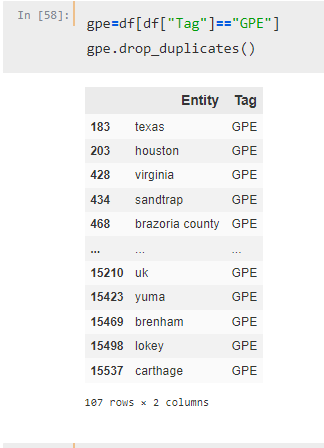 In [58]:
gpe=df[df["Tag"]=="GPE"]
gpe.drop_duplicates()
Entity Tag
183 texas GPE
203 houston GPE
428 virginia GPE
434 sandtrap GPE
468 brazoria county GPE
... ... ...
15210 uk GPE
15423 yuma GPE
15469 brenham GPE
15498 lokey GPE
15537 carthage GPE
107 rows × 2 columns